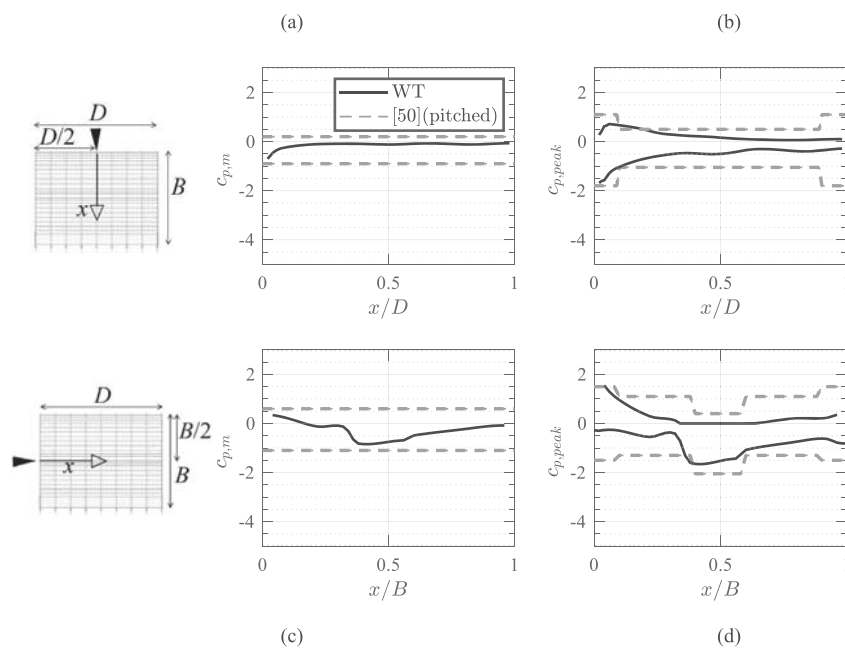 (a)
(b)
D
D/2
B
x
2
0
-2
-4
c_{p,m}
0
0.5
1
x/D
WT
[50](pitched)
2
0
-2
-4
c_{p,peak}
0
0.5
x/D
D
B/2
B
x
2
0
-2
-4
c_{p,m}
0
0.5
1
x/B
2
0
-2
-4
c_{p,peak}
0
0.5
x/B
(c)
(d)